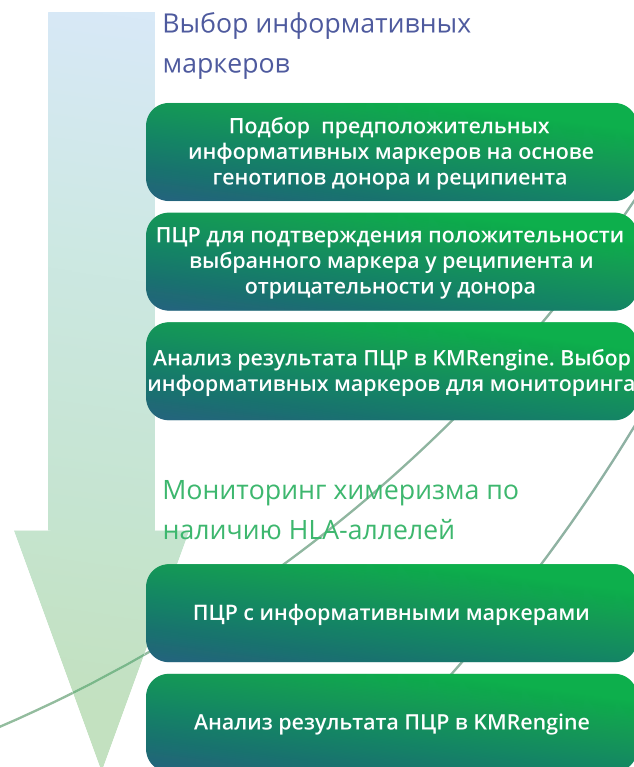 Выбор информативных
маркеров
Подбор предположительных
информативных маркеров на основе
генотипов донора и реципиента
ПЦР для подтверждения положительности
выбранного маркера у реципиента и
отрицательности у донора
Анализ результата ПЦР в KMRengine. Выбор
информативных маркеров для мониторинга
Мониторинг химеризма по
наличию HLA-аллелей
ПЦР с информативными маркерами
Анализ результата ПЦР в KMRengine